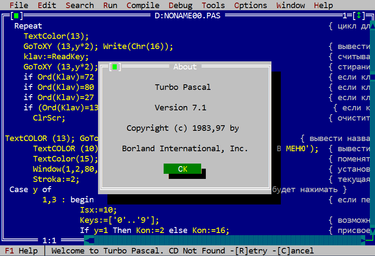 File Edit Search Run Compile Debug Tools Options Window Help
D:NONAME00.PAS 1=[↕]
Repeat { цикл дл
TextColor(13);
GoToXY (13,y*2); Write(Chr(16)); { вывести
klav:=ReadKey; { считыва
GoToXY (13,y*2) { стирани
if Ord(Klav)=72 { если кл
if Ord(Klav)=80 { если кл
if Ord(Klav)=27 { если кл
if (Ord(Klav)=13 { если
ClrScr; { очистит
About
Turbo Pascal
Version 7.1
Copyright (c) 1983,97 by
Borland International, Inc.
OK
TextCOLOR (13); GoTo { вывести назва
TextCOLOR (10) В МЕНЮ'); { вывести
TextColor(15); { поменят
Window(1,2,80, { установ
Stroka:=2; { текущая
Case y of будет нажимать }
1,3 : begin { если пе
Isx:=10;
Keys:=['0'..'9']; { возможн
If y=1 Then Kon:=2 else Kon:=16; { присвое
1:1
F1 Help | Welcome to Turbo Pascal. CD Not Found -[R]etry -[C]ancel